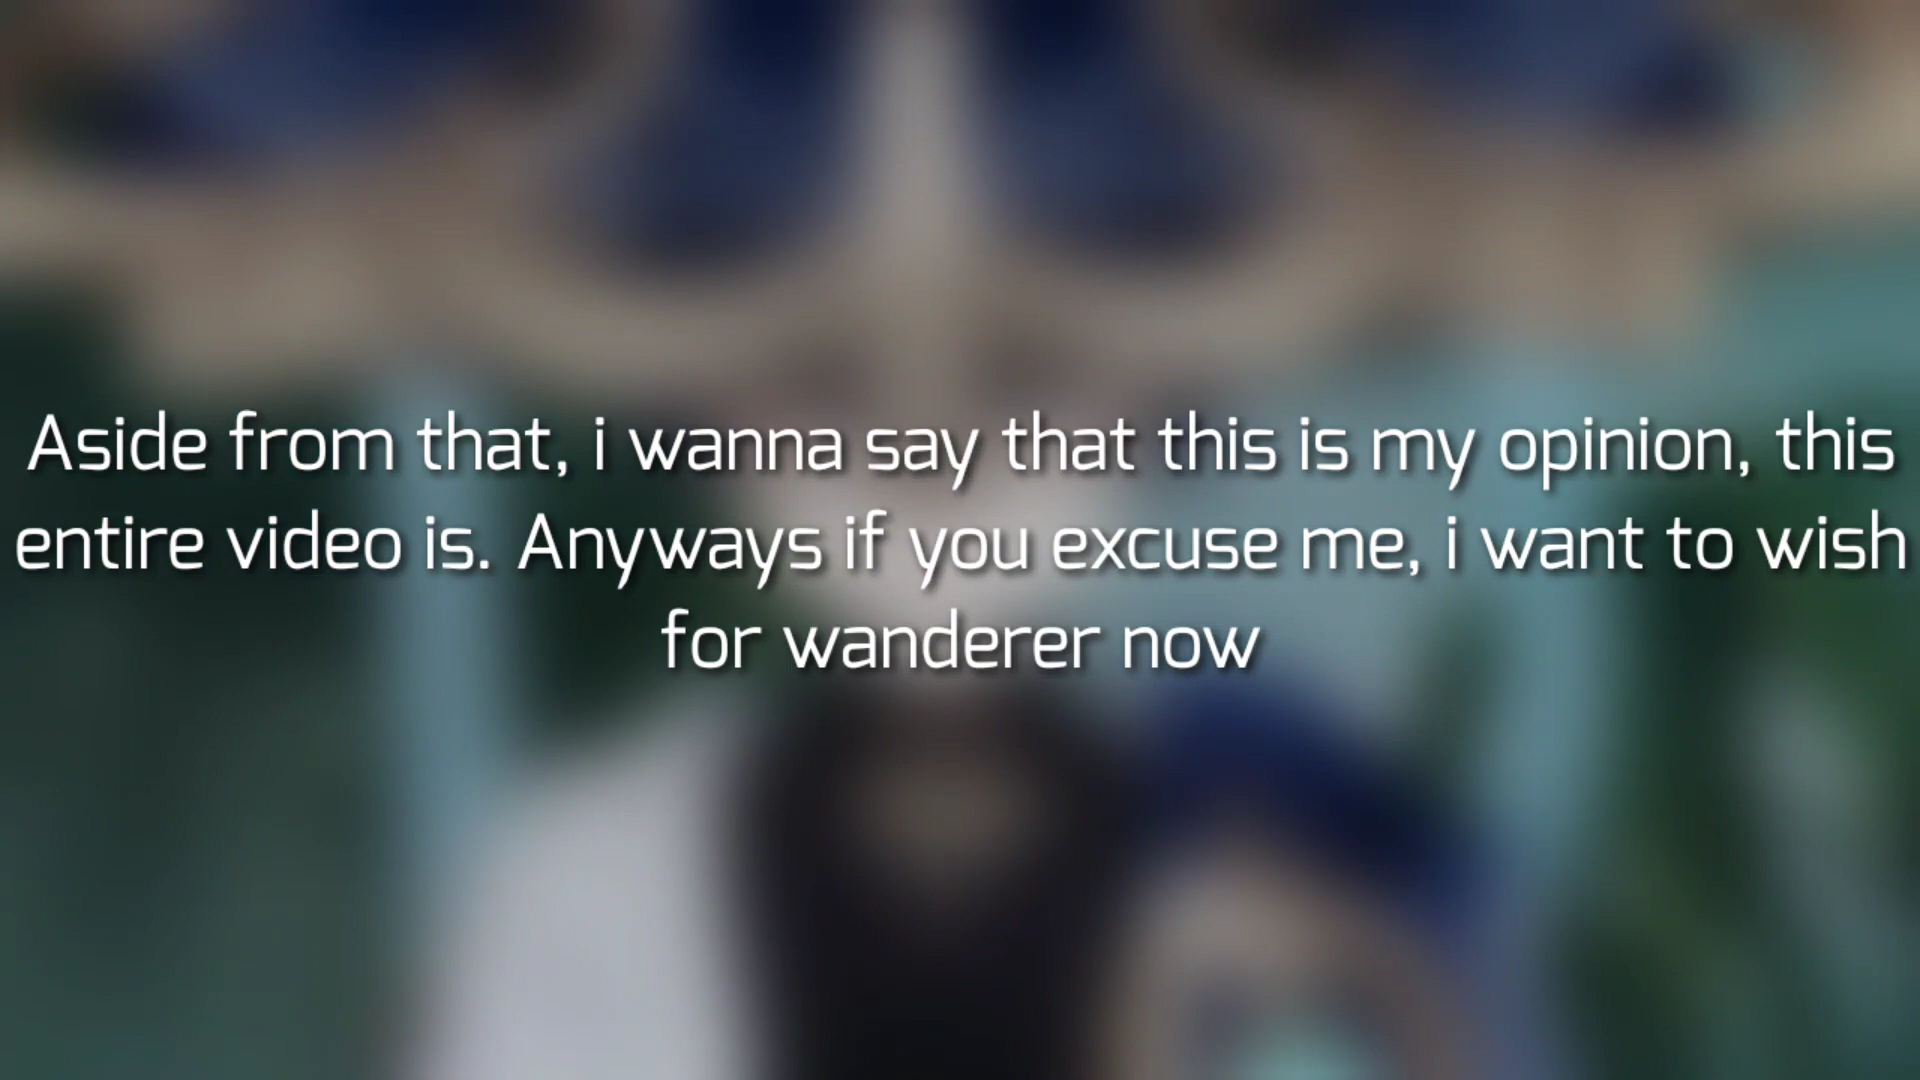 Aside from that, i wanna say that this is my opinion, this
entire video is. Anyways if you excuse me, i want to wish
for wanderer now